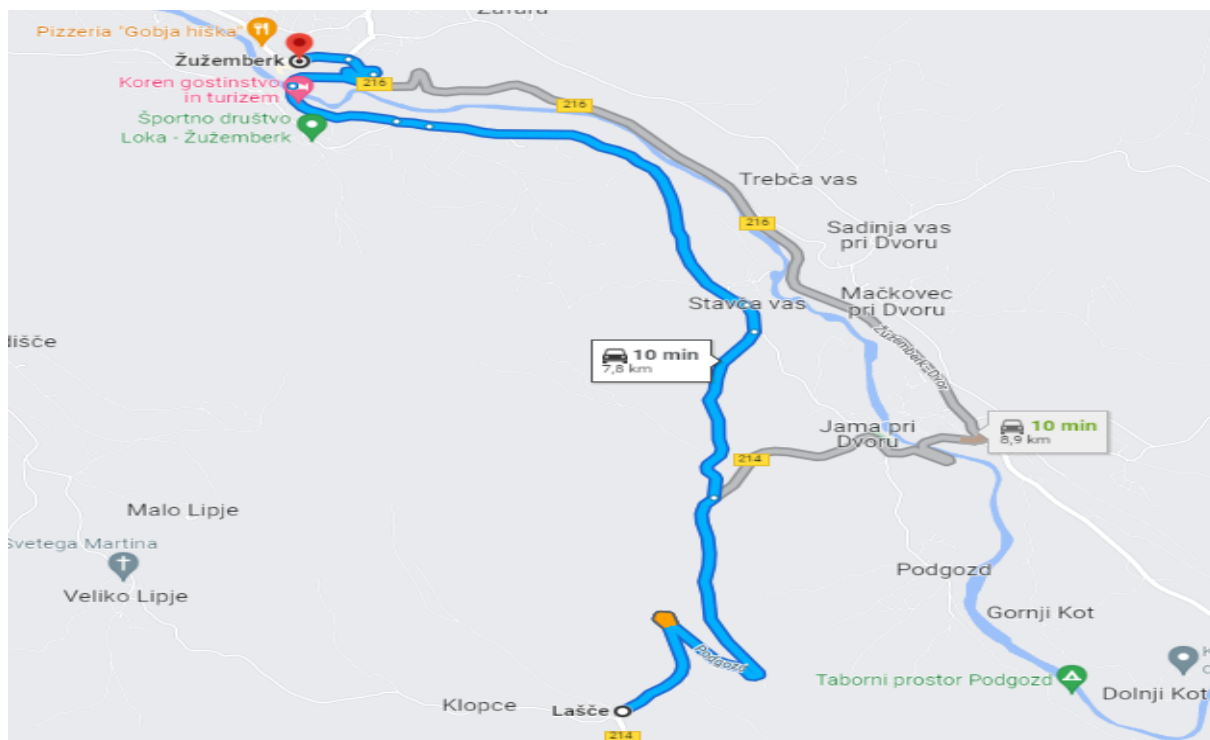 Pizzeria "Gobja hiška"
Žužemberk
216
Koren gostinstvo
in turizem
216
Športno društvo
Loka - Žužemberk
Trebča vas
216
Sadinja vas
pri Dvoru
Stavča vas
Mačkovec
pri Dvoru
dišče
Žužemberk-Dvor
10 min
7,8 km
Jama pri
Dvoru
10 min
8,9 km
214
Malo Lipje
Svetega Martina
Veliko Lipje
Podgozd
Gornji Kot
Podgozd
Taborni prostor Podgozd
Dolnji Kot
Klopce
Lašče
214